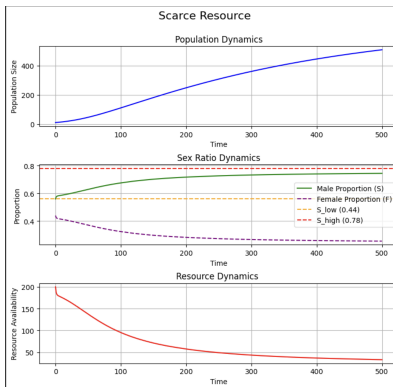 Scarce Resource
Population Dynamics
Population Size
400
200
0
0 100 200 300 400 500
Time
Sex Ratio Dynamics
Proportion
0.8
0.6
0.4
Male Proportion (S)
Female Proportion (F)
S_low (0.44)
S_high (0.78)
0 100 200 300 400 500
Time
Resource Dynamics
Resource Availability
200
150
100
50
0 100 200 300 400 500
Time